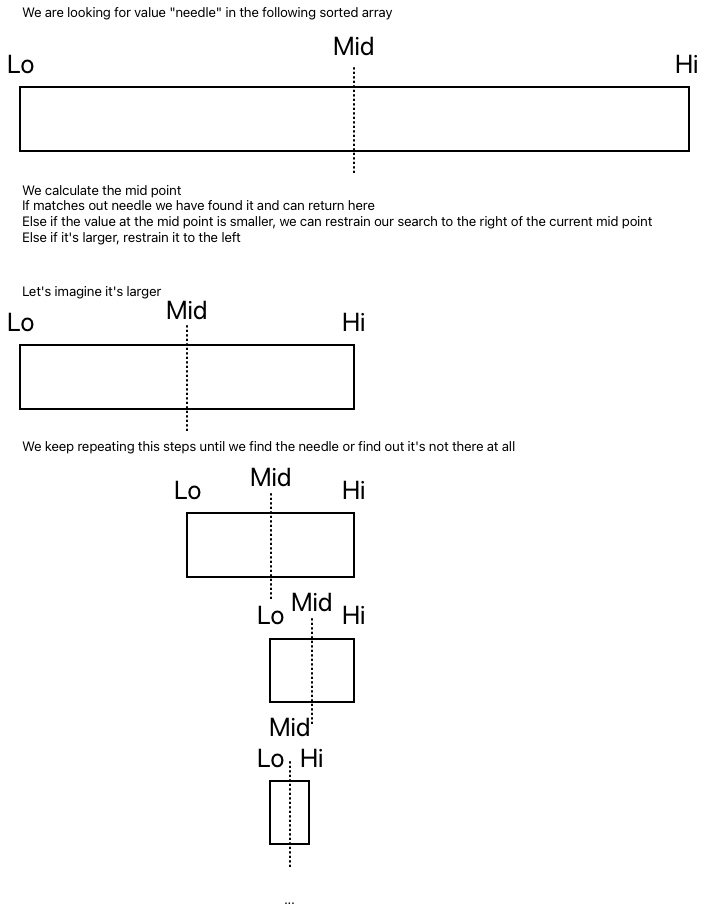 We are looking for value "needle" in the following sorted array
Mid
Lo Hi
We calculate the mid point
If matches out needle we have found it and can return here
Else if the value at the mid point is smaller, we can restrain our search to the right of the current mid point
Else if it's larger, restrain it to the left
Let's imagine it's larger
Mid
Lo Hi
We keep repeating this steps until we find the needle or find out it's not there at all
Mid
Lo Hi
Mid
Lo Hi
Mid
Lo Hi
...